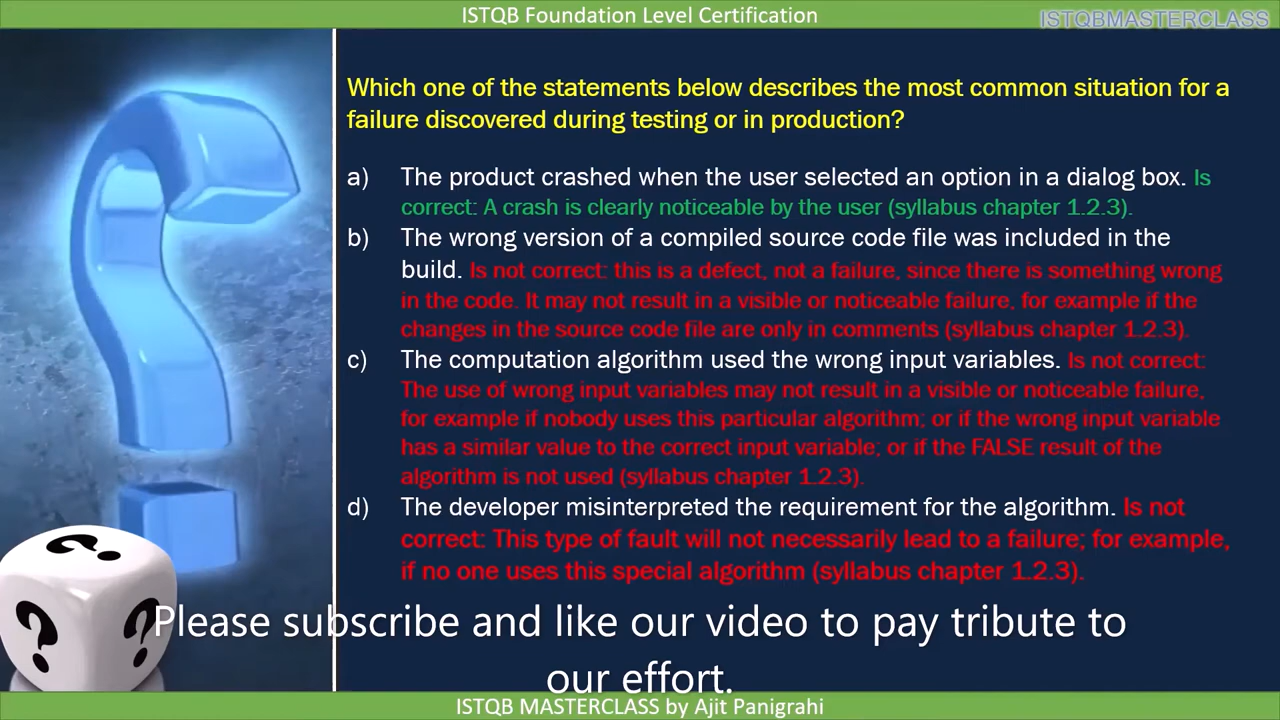 ISTQB Foundation Level Certification
ISTQBMASTERCLASS
Which one of the statements below describes the most common situation for a
failure discovered during testing or in production?
a) The product crashed when the user selected an option in a dialog box. Is
correct: A crash is clearly noticeable by the user (syllabus chapter 1.2.3).
b) The wrong version of a compiled source code file was included in the
build. Is not correct: this is a defect, not a failure, since there is something wrong
in the code. It may not result in a visible or noticeable failure, for example if the
changes in the source code file are only in comments (syllabus chapter 1.2.3).
c) The computation algorithm used the wrong input variables. Is not correct:
The use of wrong input variables may not result in a visible or noticeable failure,
for example if nobody uses this particular algorithm; or if the wrong input variable
has a similar value to the correct input variable; or if the FALSE result of the
algorithm is not used (syllabus chapter 1.2.3).
d) The developer misinterpreted the requirement for the algorithm. Is not
correct: This type of fault will not necessarily lead to a failure; for example,
if no one uses this special algorithm (syllabus chapter 1.2.3).
Please subscribe and like our video to pay tribute to
our effort.
ISTQB MASTERCLASS by Ajit Panigrahi